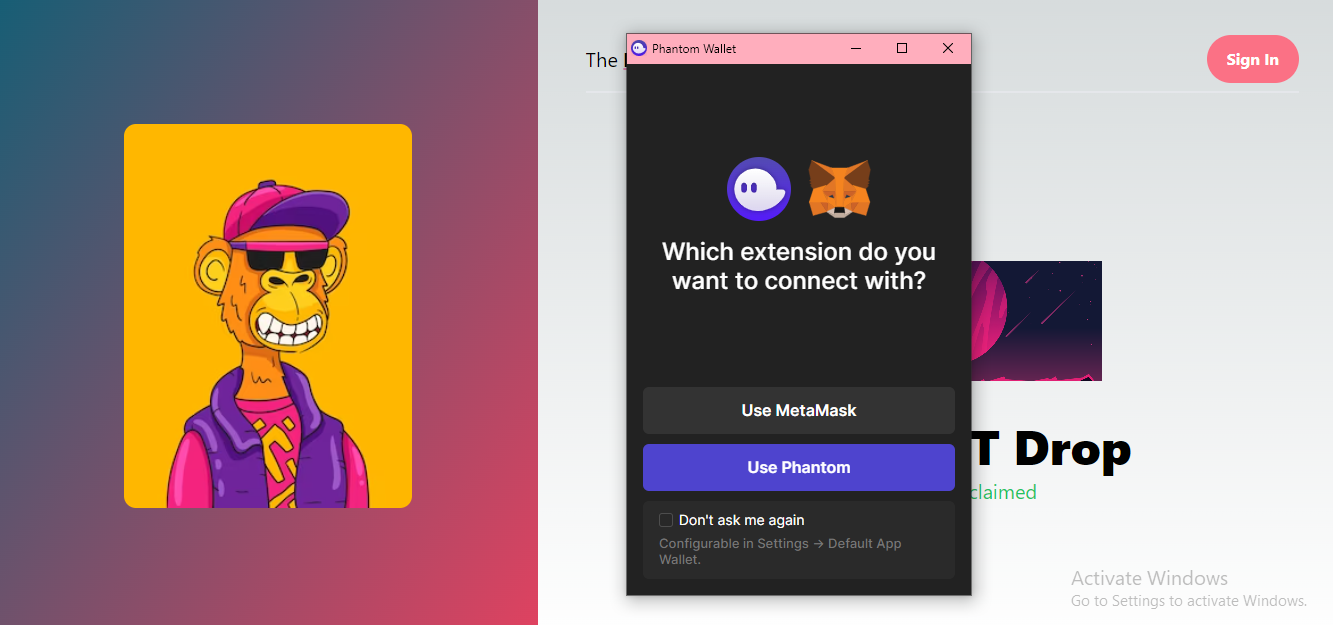 The
Sign In
Phantom Wallet
Which extension do you
want to connect with?
Use MetaMask
Use Phantom
Don't ask me again
Configurable in Settings → Default App
Wallet.
T Drop
claimed
Activate Windows
Go to Settings to activate Windows.